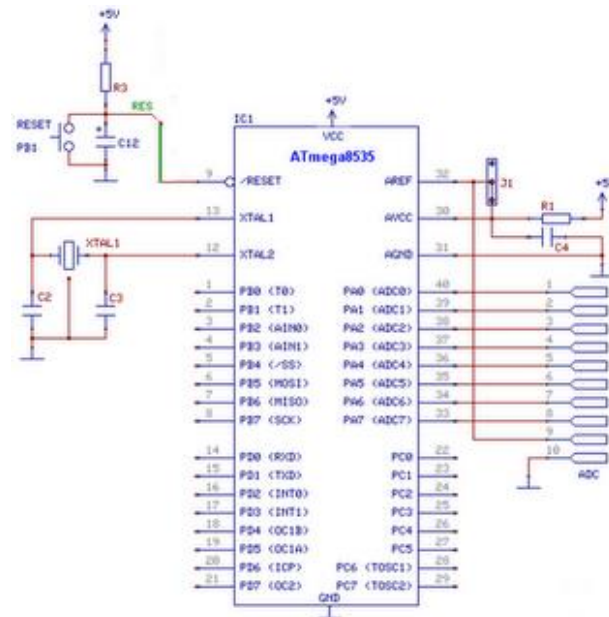 +5V
R3
RES
RESET
PB1
C12
IC1
+5V
VCC
ATmega8535
9 /RESET
AREF 32
J1
13 XTAL1
AVCC 30
R1
+5
12 XTAL2
AGND 31
C4
XTAL1
C2
C3
1 PB0 (T0)
PA0 (ADC0) 40 1
2 PB1 (T1)
PA1 (ADC1) 39 2
3 PB2 (AIN0)
PA2 (ADC2) 38 3
4 PB3 (AIN1)
PA3 (ADC3) 37 4
5 PB4 (/SS)
PA4 (ADC4) 36 5
6 PB5 (MOSI)
PA5 (ADC5) 35 6
7 PB6 (MISO)
PA6 (ADC6) 34 7
8 PB7 (SCK)
PA7 (ADC7) 33 8
9
10
ADC
14 PD0 (RXD)
PC0 22
15 PD1 (TXD)
PC1 23
16 PD2 (INT0)
PC2 24
17 PD3 (INT1)
PC3 25
18 PD4 (OC1B)
PC4 26
19 PD5 (OC1A)
PC5 27
20 PD6 (ICP)
PC6 (TOSC1) 28
21 PD7 (OC2)
PC7 (TOSC2) 29
GND